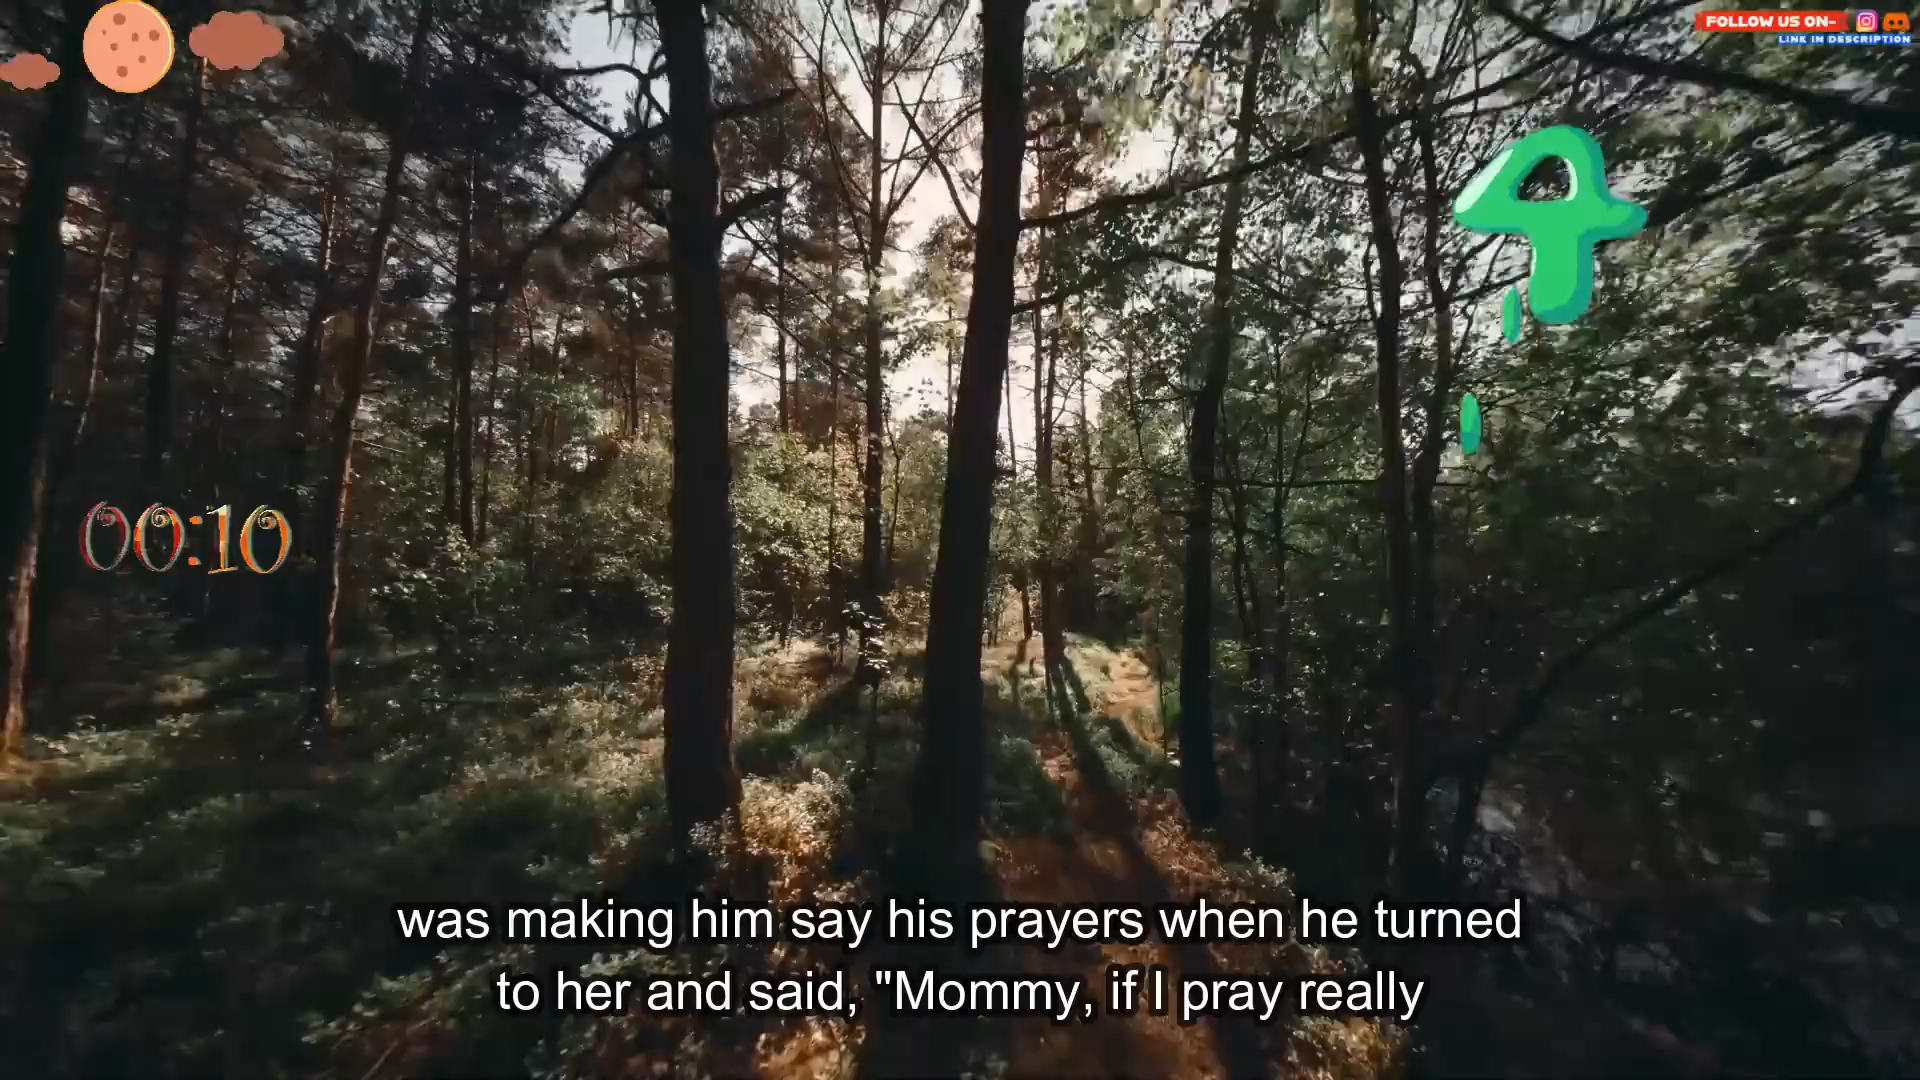 FOLLOW US ON-
LINK IN DESCRIPTION
4
00:10
was making him say his prayers when he turned
to her and said, "Mommy, if I pray really